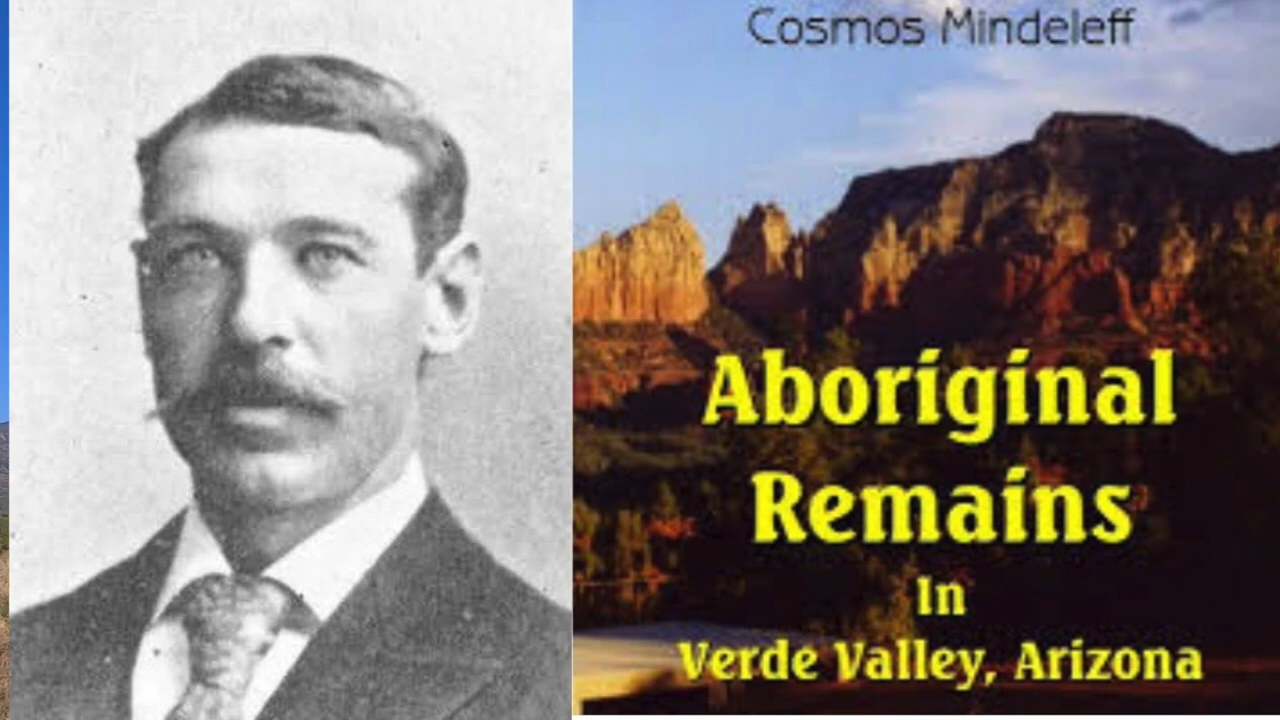 Cosmos Mindeleff
Aboriginal
Remains
In
Verde Valley, Arizona